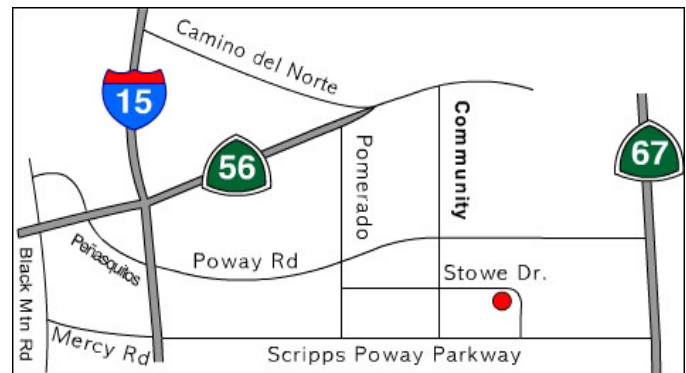 Camino del Norte
15
Community
56
67
Pomerado
Peñasquitos
Poway Rd
Stowe Dr.
Black Mtn Rd
Mercy Rd
Scripps Poway Parkway